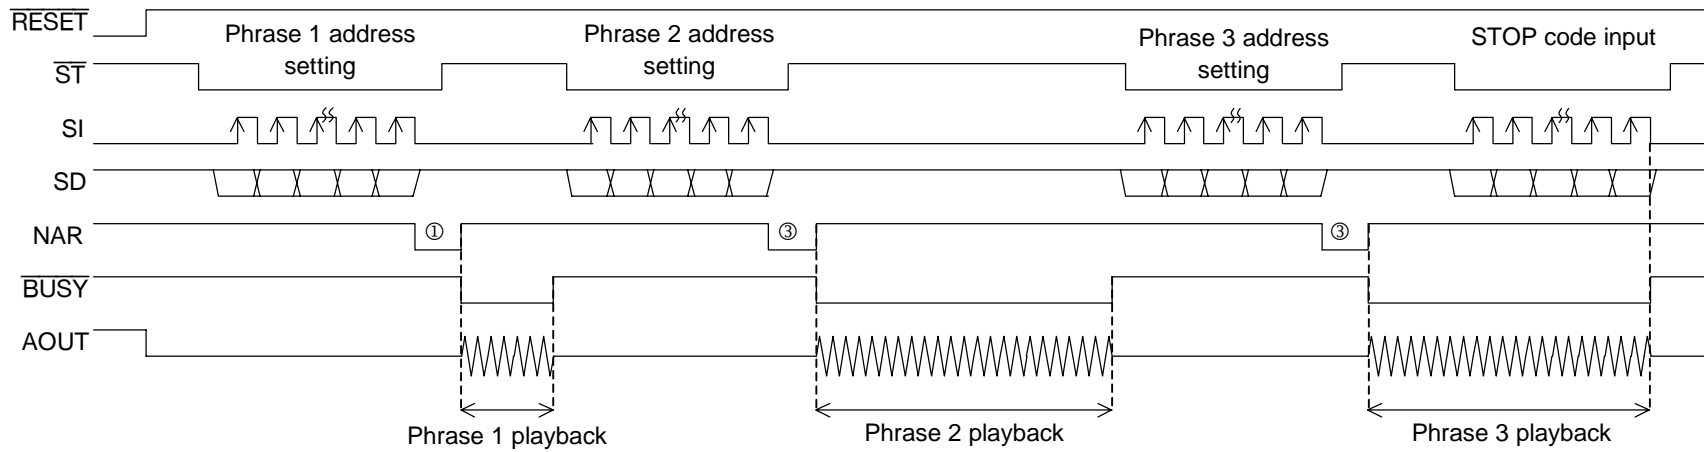 RESET
Phrase 1 address
setting
Phrase 2 address
setting
Phrase 3 address
setting
STOP code input
ST
SI
SD
NAR
①
③
③
BUSY
AOUT
Phrase 1 playback
Phrase 2 playback
Phrase 3 playback